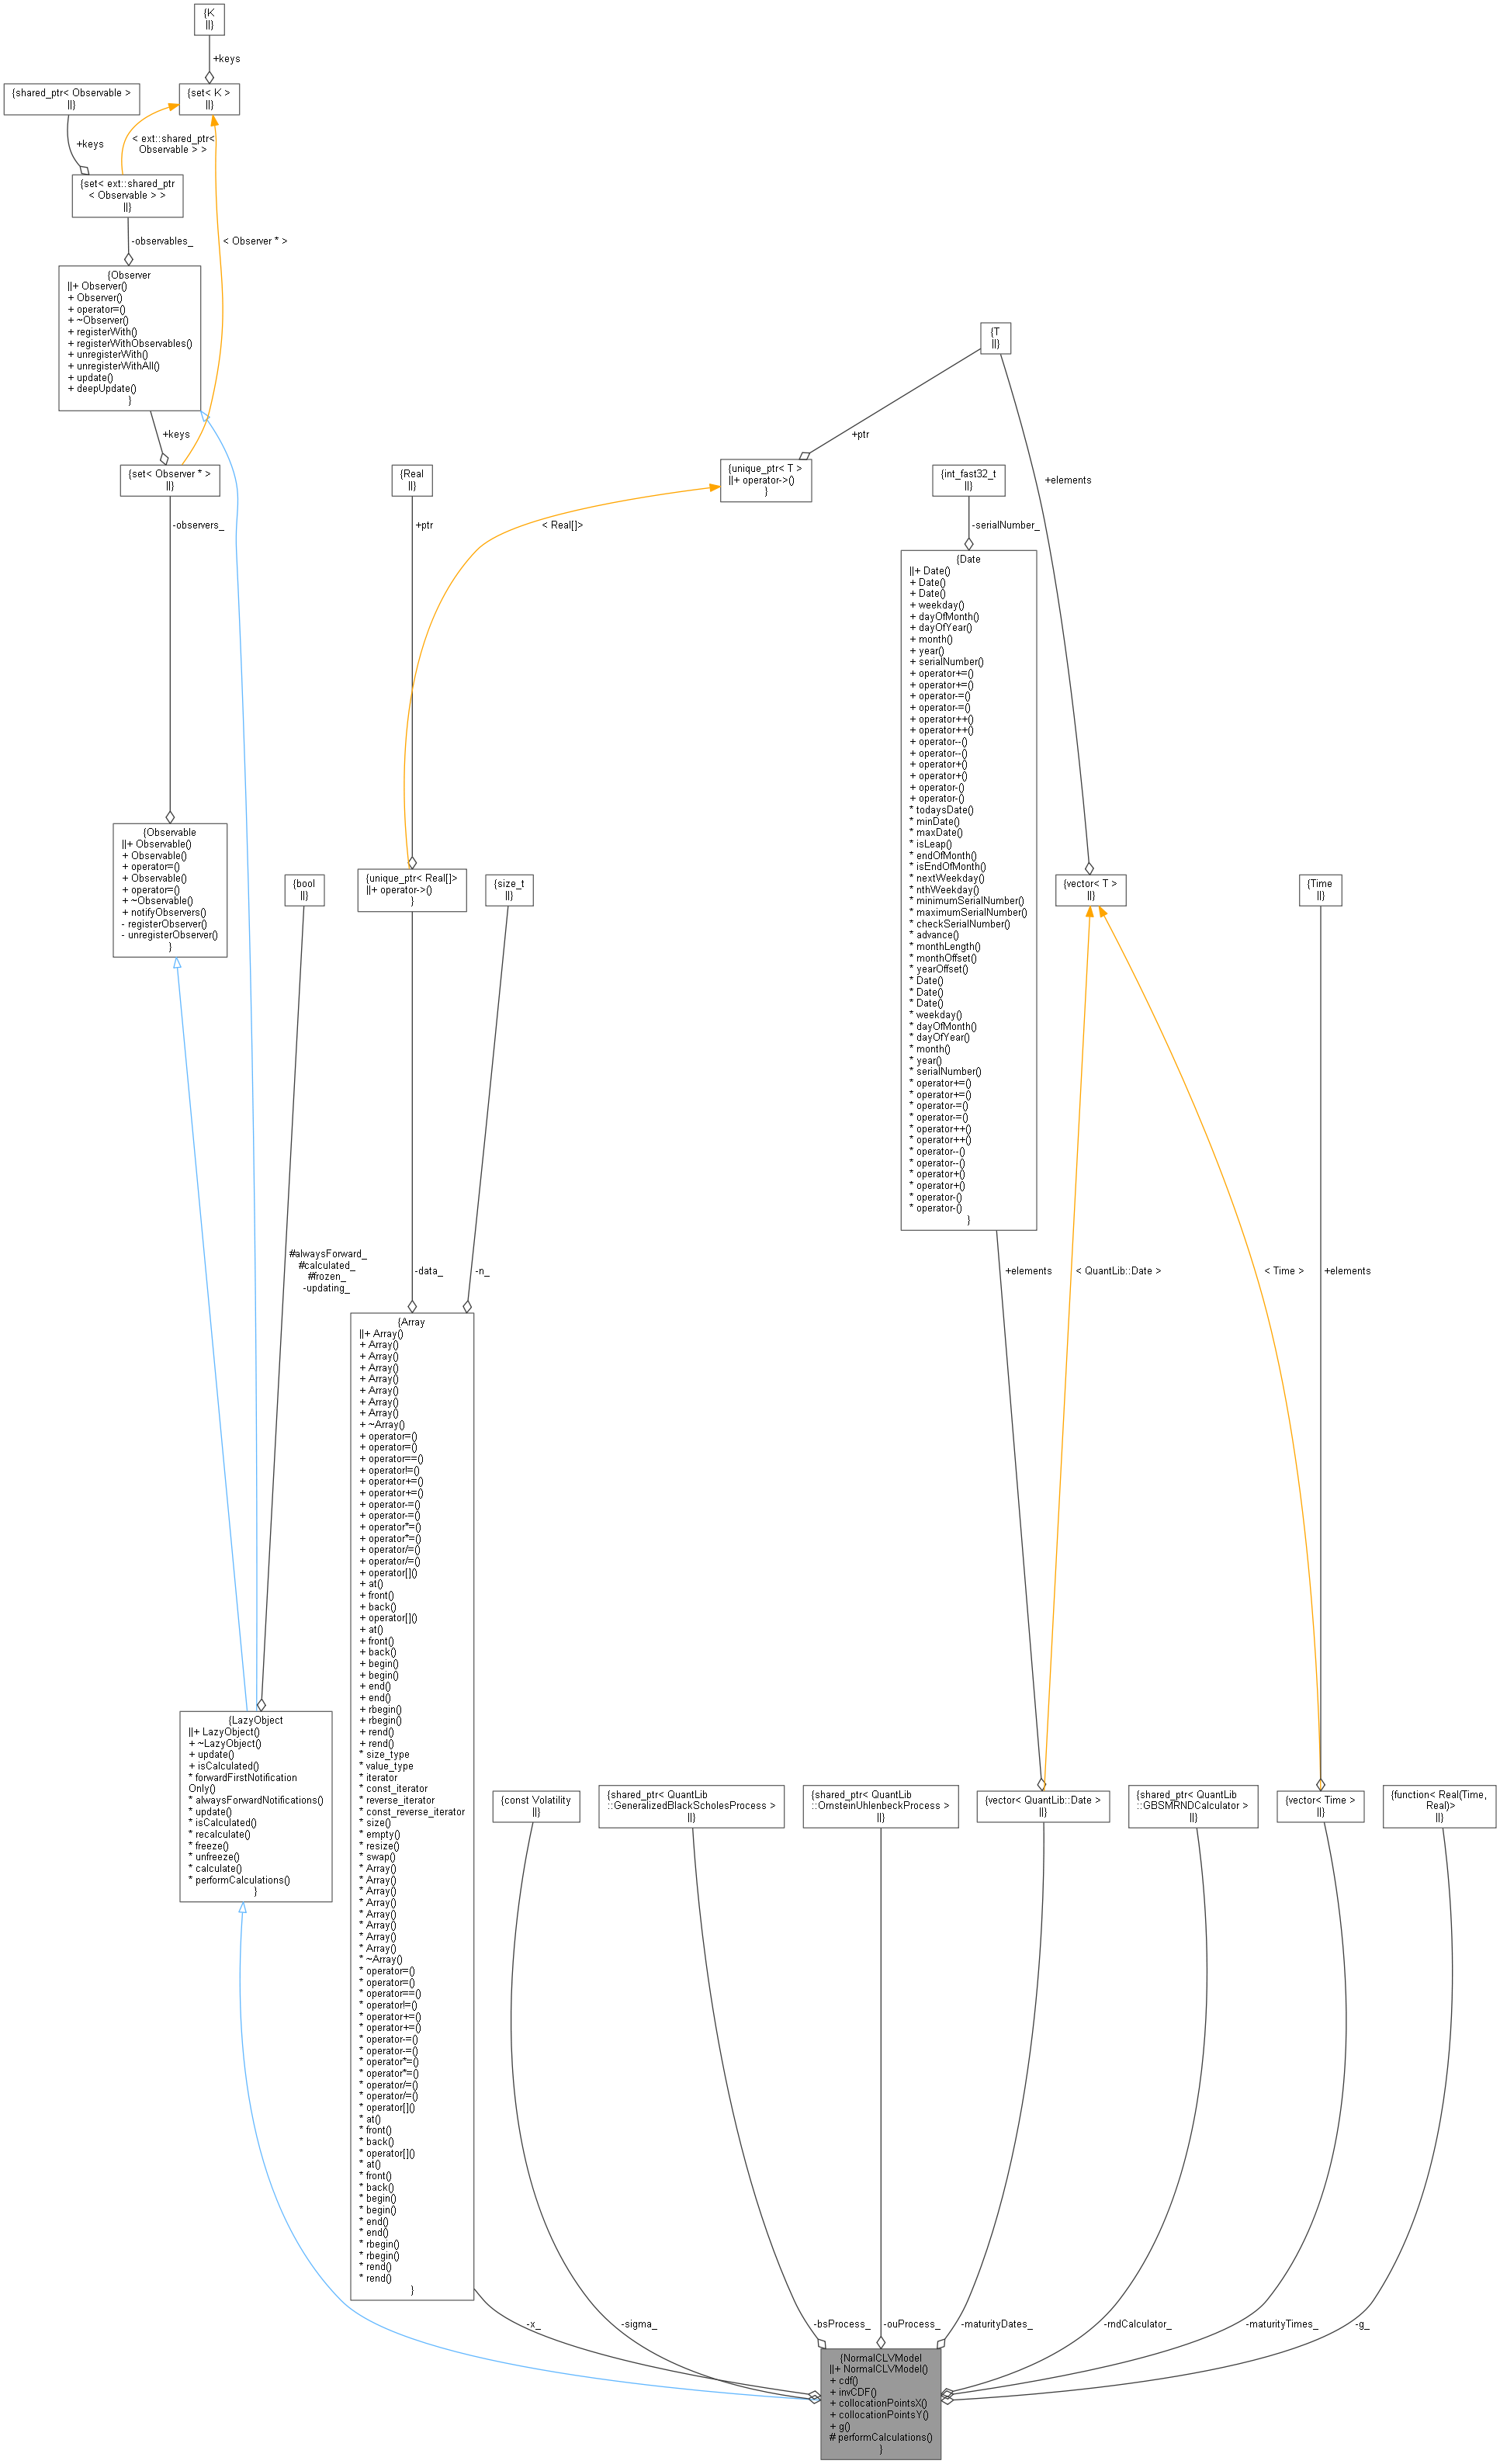 {K
||}
+keys
{shared_ptr< Observable >
||}
{set< K >
||}
+keys
< ext::shared_ptr<
Observable > >
{set< ext::shared_ptr
< Observable > >
||}
-observables_
< Observer * >
{Observer
||+ Observer()
+ Observer()
+ operator=()
+ ~Observer()
+ registerWith()
+ registerWithObservables()
+ unregisterWith()
+ unregisterWithAll()
+ update()
+ deepUpdate()
}
{T
||}
+keys
+ptr
{set< Observer * >
||}
{Real
||}
{unique_ptr< T >
||+ operator->()
}
{int_fast32_t
||}
+elements
-observers_
+ptr
< Real[]>
-serialNumber_
{Date
||+ Date()
+ Date()
+ Date()
+ weekday()
+ dayOfMonth()
+ dayOfYear()
+ month()
+ year()
+ serialNumber()
+ operator+=()
+ operator+=()
+ operator-=()
+ operator-=()
+ operator++()
+ operator++()
+ operator--()
+ operator--()
+ operator+()
+ operator+()
+ operator-()
+ operator-()
* todaysDate()
* minDate()
* maxDate()
* isLeap()
* endOfMonth()
* isEndOfMonth()
* nextWeekday()
* nthWeekday()
* minimumSerialNumber()
* maximumSerialNumber()
* checkSerialNumber()
* advance()
* monthLength()
* monthOffset()
* yearOffset()
* Date()
* Date()
* Date()
* weekday()
* dayOfMonth()
* dayOfYear()
* month()
* year()
* serialNumber()
* operator+=()
* operator+=()
* operator-=()
* operator-=()
* operator++()
* operator++()
* operator--()
* operator--()
* operator+()
* operator+()
* operator-()
* operator-()
}
{Observable
||+ Observable()
+ Observable()
+ operator=()
+ Observable()
+ operator=()
+ ~Observable()
+ notifyObservers()
- registerObserver()
- unregisterObserver()
}
{bool
||}
{unique_ptr< Real[]>
||+ operator->()
}
{size_t
||}
{vector< T >
||}
{Time
||}
#alwaysForward_
#calculated_
#frozen_
-updating_
-data_
-n_
+elements
< QuantLib::Date >
< Time >
+elements
{Array
||+ Array()
+ Array()
+ Array()
+ Array()
+ Array()
+ Array()
+ Array()
+ Array()
+ ~Array()
+ operator=()
+ operator=()
+ operator==()
+ operator!=()
+ operator+=()
+ operator+=()
+ operator-=()
+ operator-=()
+ operator*=()
+ operator*=()
+ operator/=()
+ operator/=()
+ operator[]()
+ at()
+ front()
+ back()
+ operator[]()
+ at()
+ front()
+ back()
+ begin()
+ begin()
+ end()
+ end()
+ rbegin()
+ rbegin()
+ rend()
+ rend()
* size_type
* value_type
* iterator
* const_iterator
* reverse_iterator
* const_reverse_iterator
* size()
* empty()
* resize()
* swap()
* Array()
* Array()
* Array()
* Array()
* Array()
* Array()
* Array()
* Array()
* ~Array()
* operator=()
* operator=()
* operator==()
* operator!=()
* operator+=()
* operator+=()
* operator-=()
* operator-=()
* operator*=()
* operator*=()
* operator/=()
* operator/=()
* operator[]()
* at()
* front()
* back()
* operator[]()
* at()
* front()
* back()
* begin()
* begin()
* end()
* end()
* rbegin()
* rbegin()
* rend()
* rend()
}
{LazyObject
||+ LazyObject()
+ ~LazyObject()
+ update()
+ isCalculated()
* forwardFirstNotification
Only()
* alwaysForwardNotifications()
* update()
* isCalculated()
* recalculate()
* freeze()
* unfreeze()
* calculate()
* performCalculations()
}
{const Volatility
||}
{shared_ptr< QuantLib
::GeneralizedBlackScholesProcess >
||}
{shared_ptr< QuantLib
::OrnsteinUhlenbeckProcess >
||}
{vector< QuantLib::Date >
||}
{shared_ptr< QuantLib
::GBSMRNDCalculator >
||}
{vector< Time >
||}
{function< Real(Time,
Real)>
||}
-x_
-sigma_
-bsProcess_
-ouProcess_
-maturityDates_
-rndCalculator_
-maturityTimes_
-g_
{NormalCLVModel
||+ NormalCLVModel()
+ cdf()
+ invCDF()
+ collocationPointsX()
+ collocationPointsY()
+ g()
# performCalculations()
}